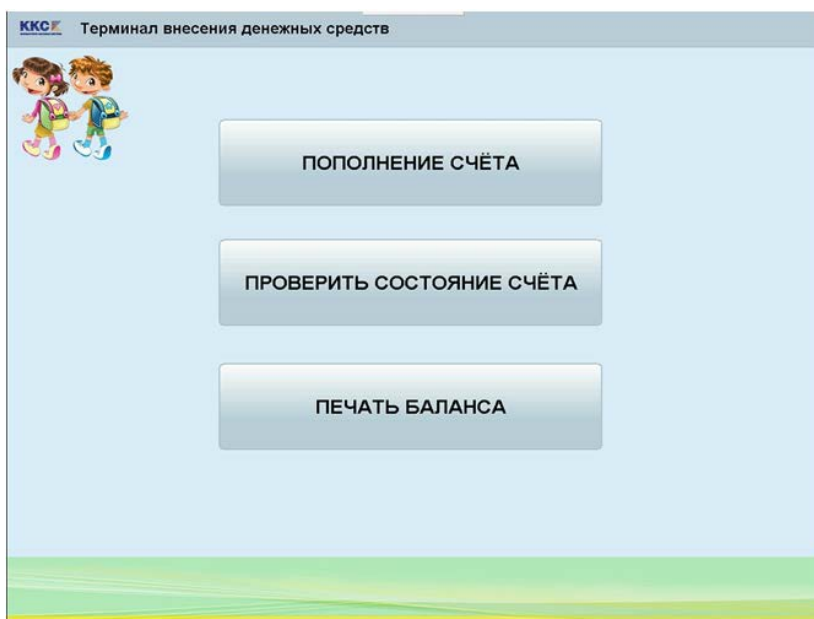 ККС Терминал внесения денежных средств
ПОПОЛНЕНИЕ СЧЁТА
ПРОВЕРИТЬ СОСТОЯНИЕ СЧЁТА
ПЕЧАТЬ БАЛАНСА